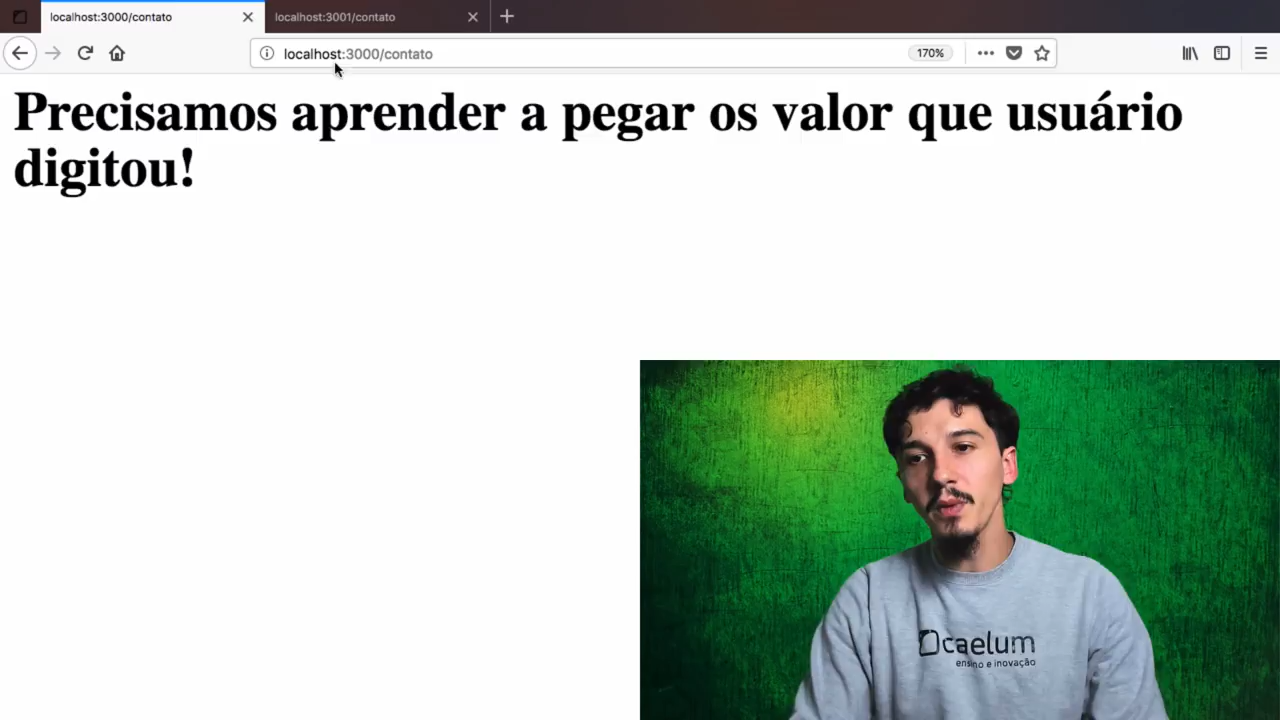 localhost:3000/contato
localhost:3001/contato
localhost:3000/contato
170%
Precisamos aprender a pegar os valor que usuário
digitou!
caelum
ensino e inovação